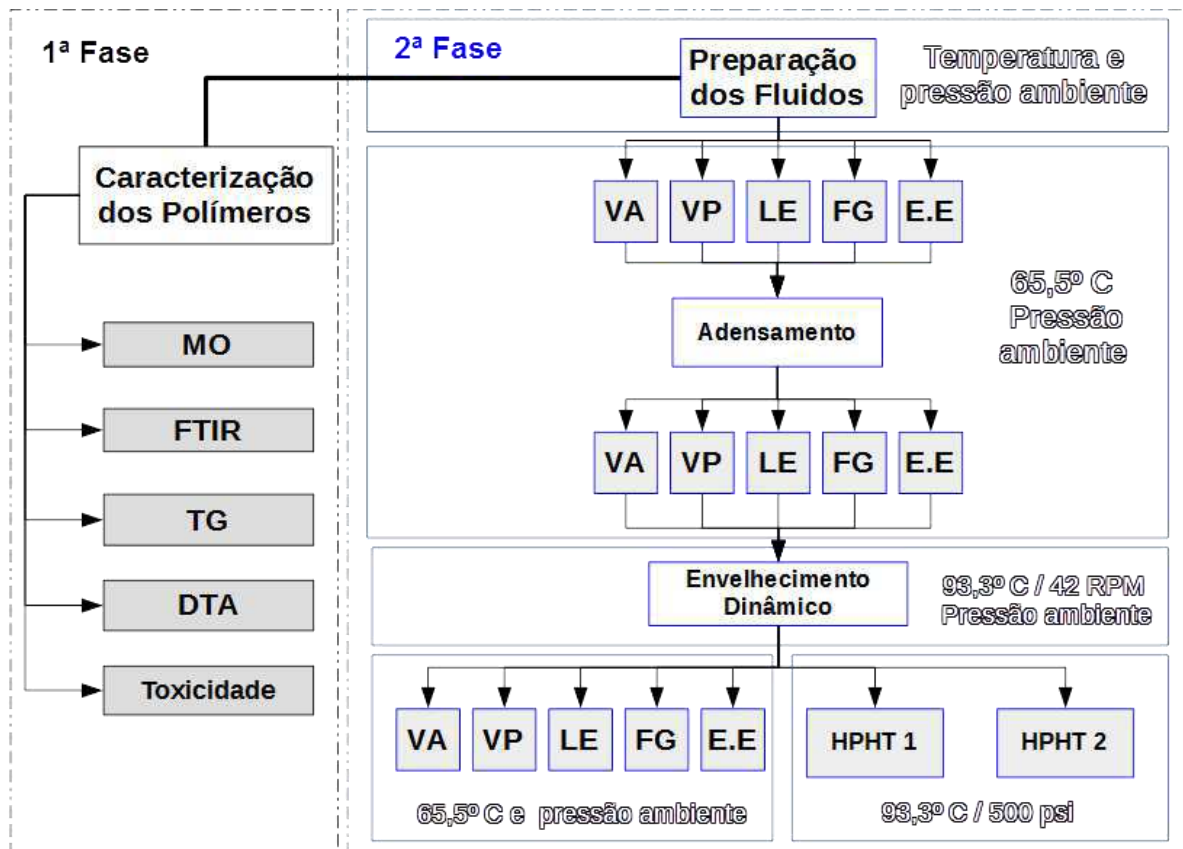 1ª Fase
Caracterização
dos Polímeros
MO
FTIR
TG
DTA
Toxicidade
2ª Fase
Preparação
dos Fluidos
Temperatura e
pressão ambiente
VA VP LE FG E.E
Adensamento
65,5º C
Pressão
ambiente
VA VP LE FG E.E
Envelhecimento
Dinâmico
93,3º C / 42 RPM
Pressão ambiente
VA VP LE FG E.E
65,5º C e pressão ambiente
HPHT 1 HPHT 2
93,3º C / 500 psi